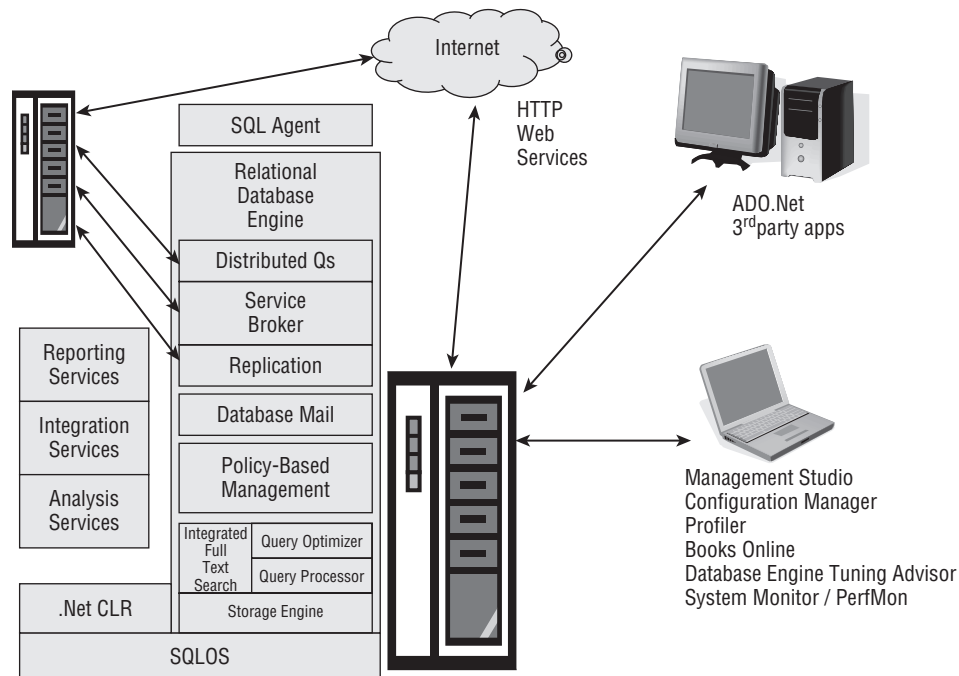 Internet
HTTP
Web
Services
SQL Agent
Relational
Database
Engine
Distributed Qs
Service
Broker
Replication
Database Mail
Policy-Based
Management
Integrated
Full
Text
Search
Query Optimizer
Query Processor
Storage Engine
Reporting
Services
Integration
Services
Analysis
Services
.Net CLR
SQLOS
ADO.Net
3rdparty apps
Management Studio
Configuration Manager
Profiler
Books Online
Database Engine Tuning Advisor
System Monitor / PerfMon